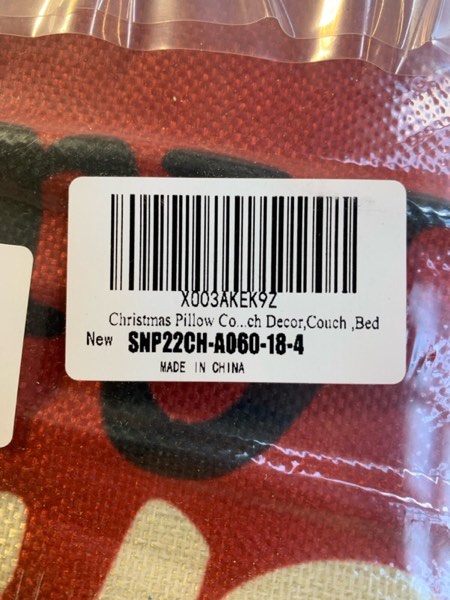 X003AKEK9Z
Christmas Pillow Co...ch Decor,Couch ,Bed
New SNP22CH-A060-18-4
MADE IN CHINA